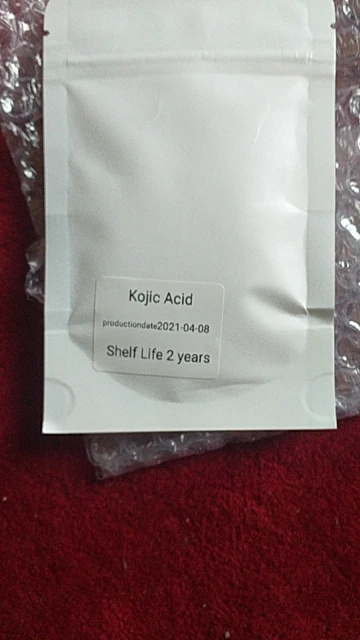 Kojic Acid
productiondate2021-04-08
Shelf Life 2 years